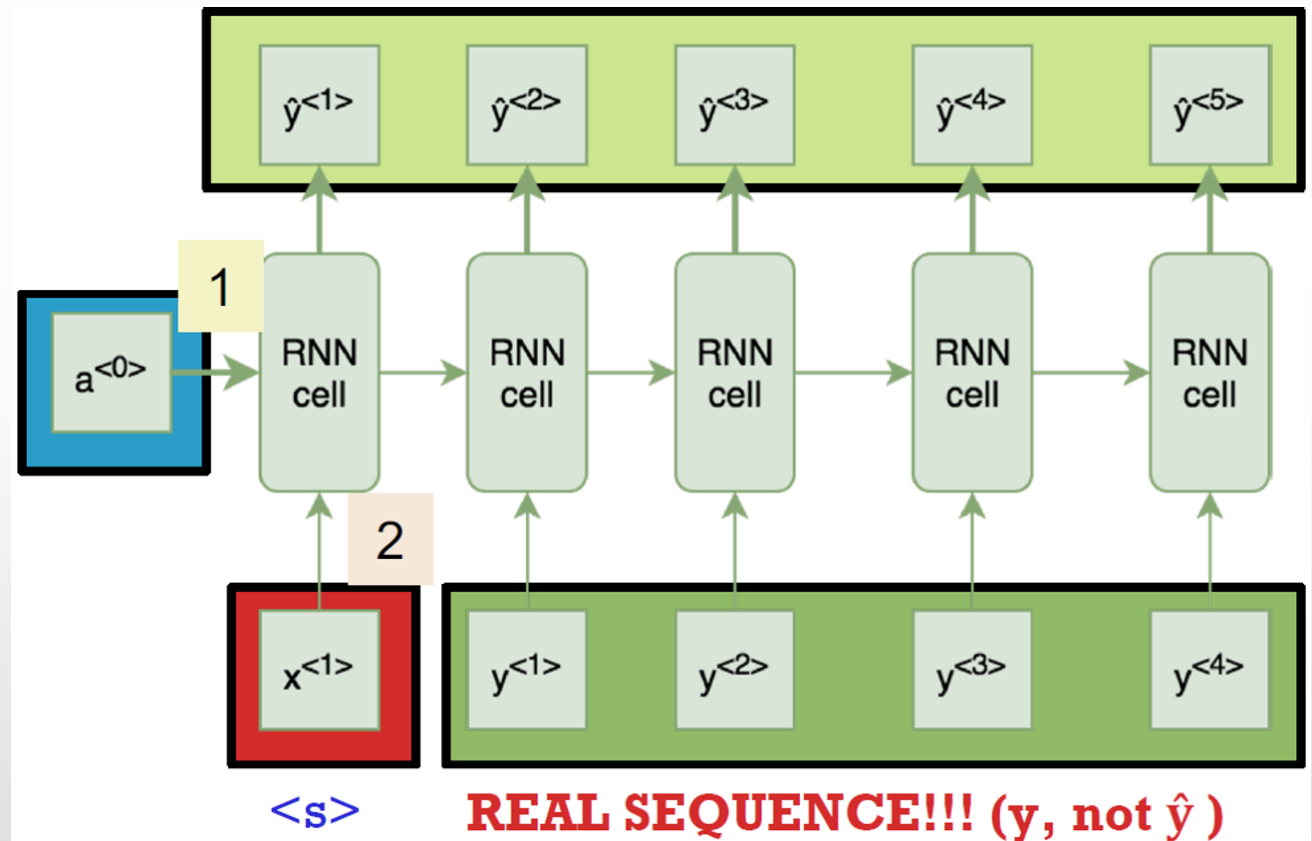 ŷ<1> ŷ<2> ŷ<3> ŷ<4> ŷ<5>
1
a<0>
RNN cell
RNN cell
RNN cell
RNN cell
RNN cell
2
x<1> y<1> y<2> y<3> y<4>
<s> REAL SEQUENCE!!! (y, not ŷ )